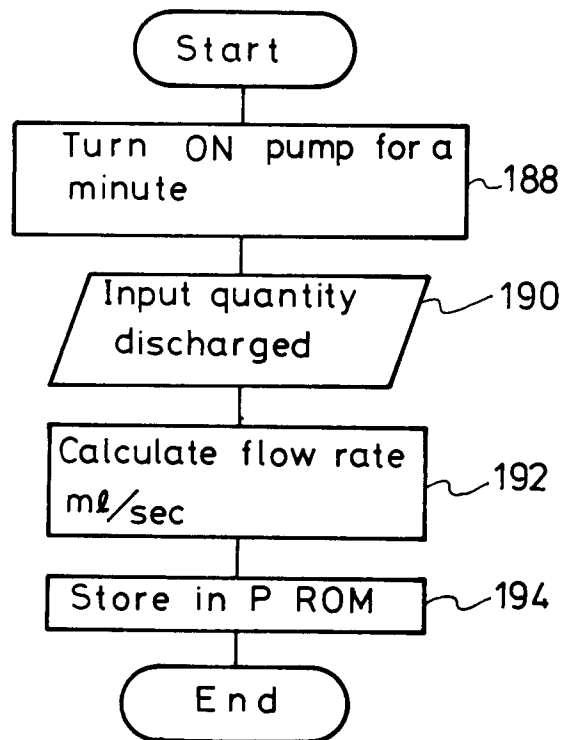 Start
Turn ON pump for a
minute
188
Input quantity
discharged
190
Calculate flow rate
mℓ/sec
192
Store in P ROM
194
End